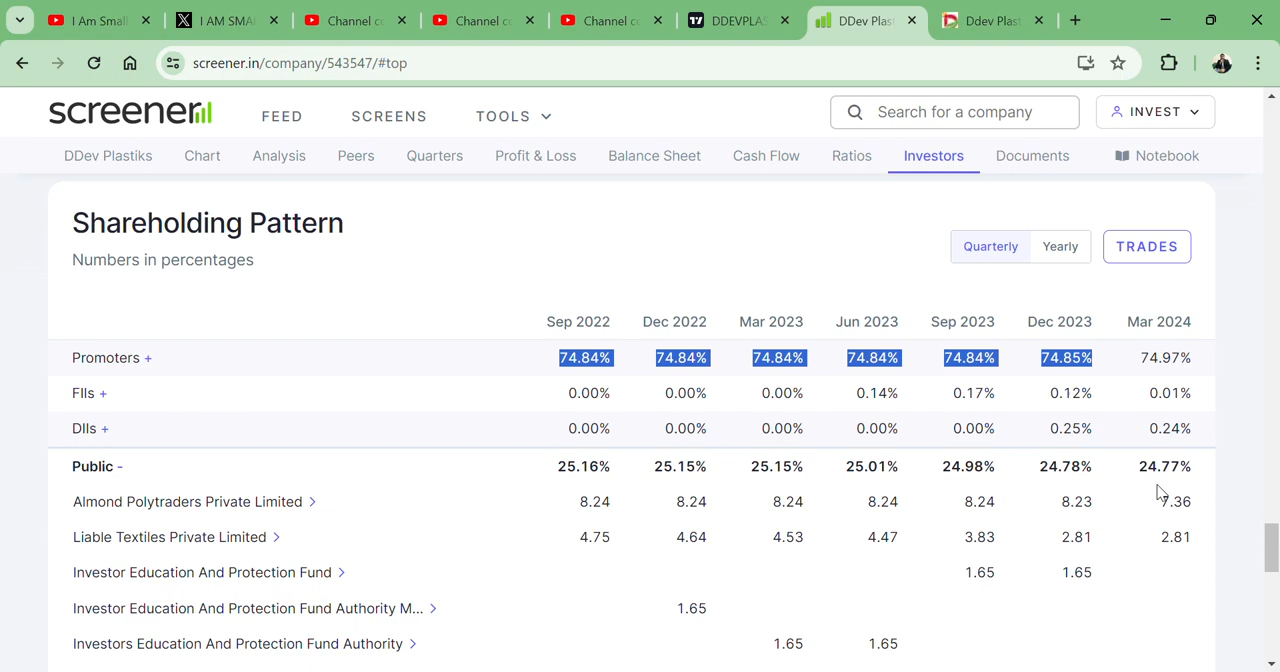 I Am Small
I AM SMA
Channel co
Channel co
Channel co
DDEVPLAS
DDev Plast
Ddev Plast
screener.in/company/543547/#top
screener
FEED
SCREENS
TOOLS
Search for a company
INVEST
DDev Plastiks
Chart
Analysis
Peers
Quarters
Profit & Loss
Balance Sheet
Cash Flow
Ratios
Investors
Documents
Notebook
Shareholding Pattern
Numbers in percentages
Quarterly
Yearly
TRADES
Sep 2022 Dec 2022 Mar 2023 Jun 2023 Sep 2023 Dec 2023 Mar 2024
Promoters + 74.84% 74.84% 74.84% 74.84% 74.84% 74.85% 74.97%
FIIs + 0.00% 0.00% 0.00% 0.14% 0.17% 0.12% 0.01%
DIIs + 0.00% 0.00% 0.00% 0.00% 0.00% 0.25% 0.24%
Public - 25.16% 25.15% 25.15% 25.01% 24.98% 24.78% 24.77%
Almond Polytraders Private Limited 8.24 8.24 8.24 8.24 8.24 8.23 7.36
Liable Textiles Private Limited 4.75 4.64 4.53 4.47 3.83 2.81 2.81
Investor Education And Protection Fund 1.65 1.65
Investor Education And Protection Fund Authority M... 1.65
Investors Education And Protection Fund Authority 1.65 1.65